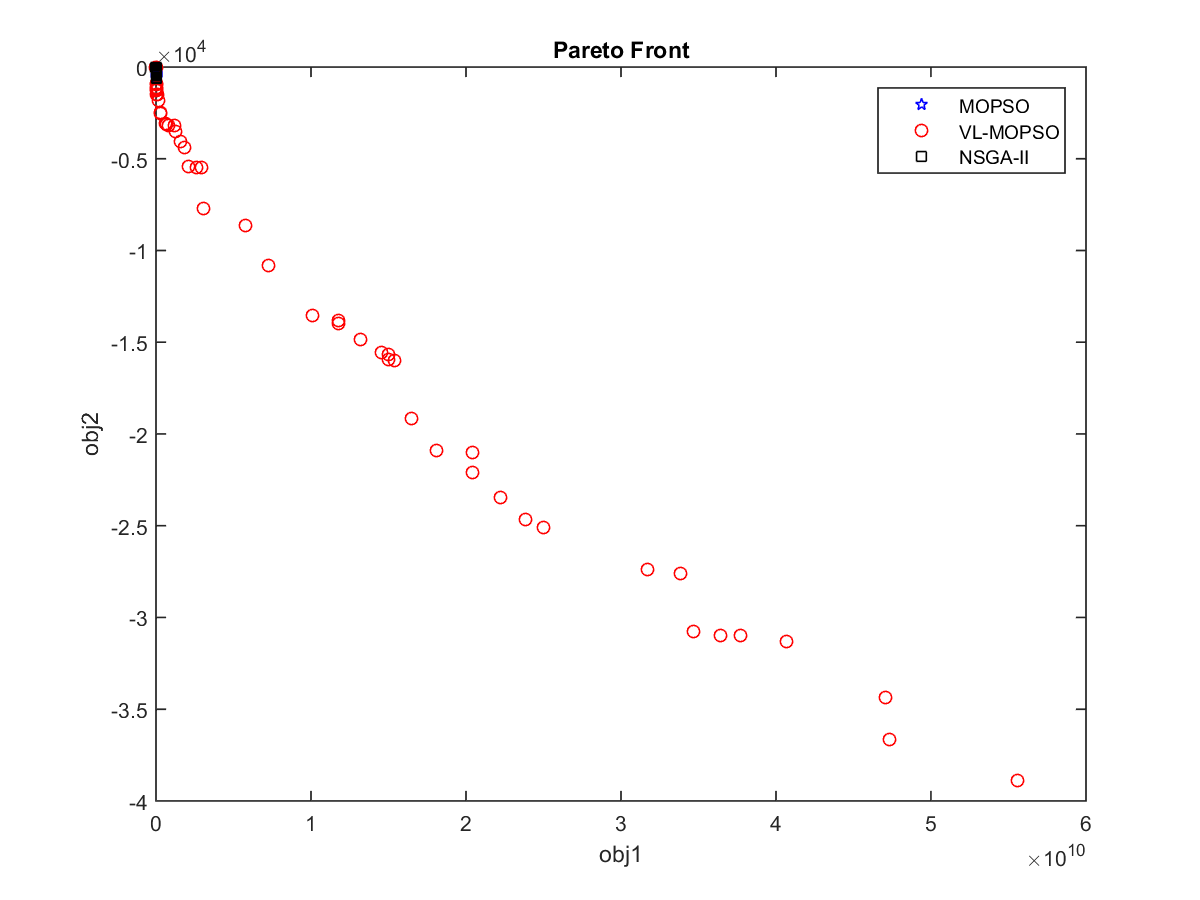 Pareto Front
×10⁴
0
-0.5
-1
-1.5
-2
-2.5
-3
-3.5
-4
obj2
MOPSO
VL-MOPSO
NSGA-II
0 1 2 3 4 5 6
obj1
×10¹⁰